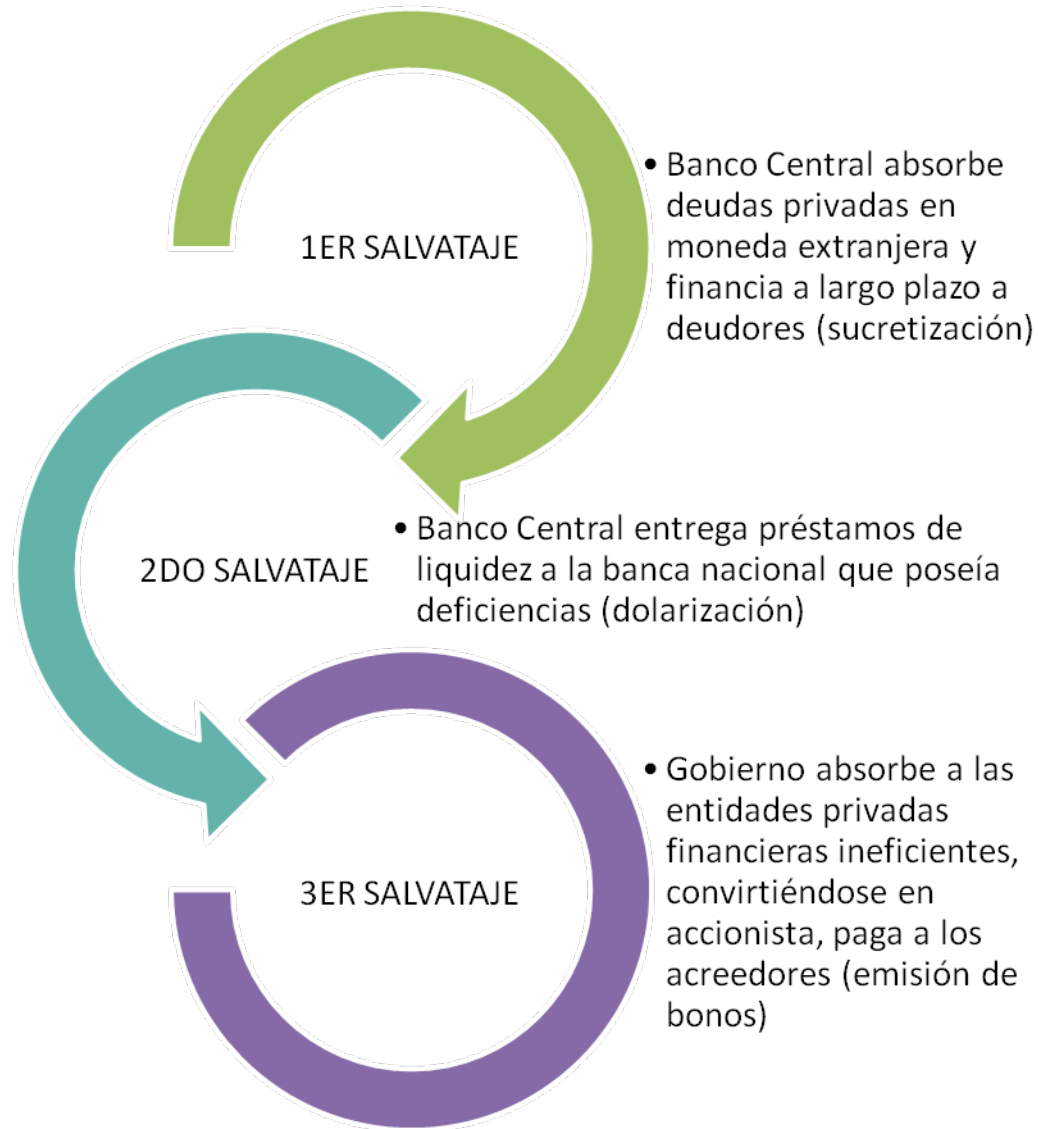 1ER SALVATAJE
• Banco Central absorbe
deudas privadas en
moneda extranjera y
financia a largo plazo a
deudores (sucretización)
2DO SALVATAJE
• Banco Central entrega préstamos de
liquidez a la banca nacional que poseía
deficiencias (dolarización)
3ER SALVATAJE
• Gobierno absorbe a las
entidades privadas
financieras ineficientes,
convirtiéndose en
accionista, paga a los
acreedores (emisión de
bonos)